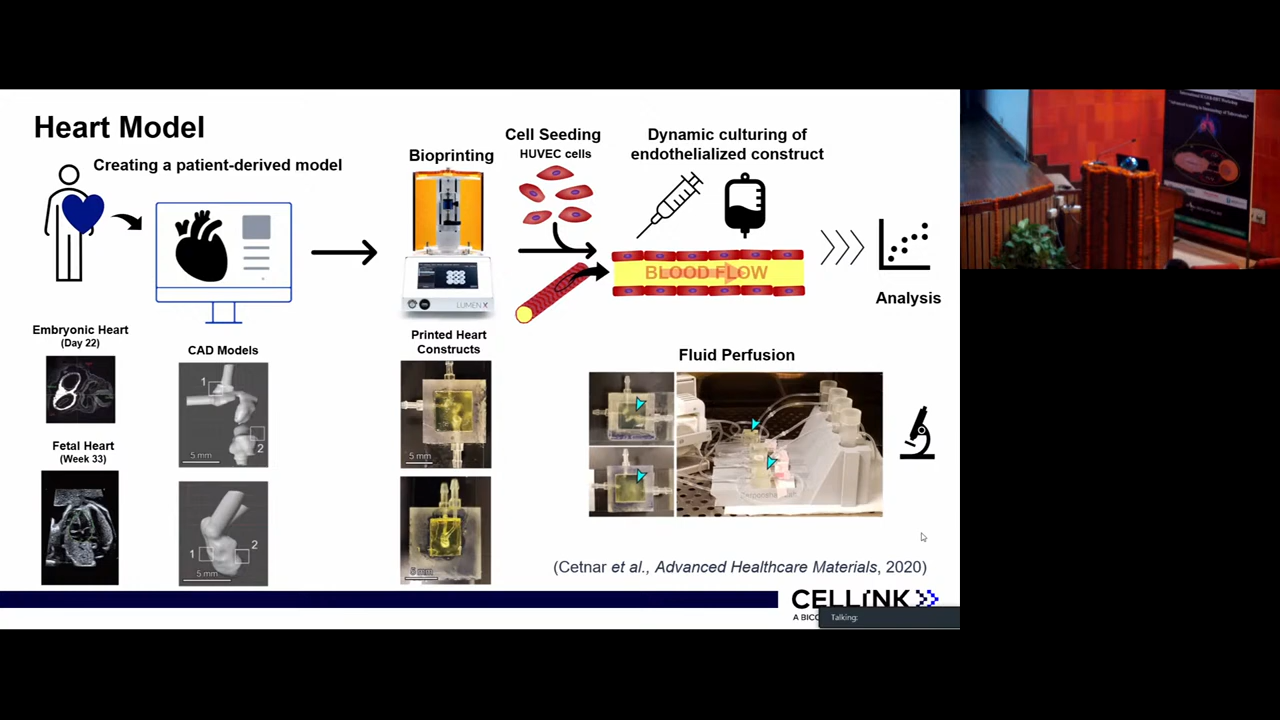 Heart Model
Creating a patient-derived model
Bioprinting
Cell Seeding
HUVEC cells
Dynamic culturing of
endothelialized construct
BLOOD FLOW
LUMEN X
Analysis
Embryonic Heart
(Day 22)
CAD Models
1
2
5 mm
Printed Heart
Constructs
5 mm
Fluid Perfusion
Fetal Heart
(Week 33)
1
2
5 mm
5 mm
(Cetnar et al., Advanced Healthcare Materials, 2020)
CELLINK
Talking: